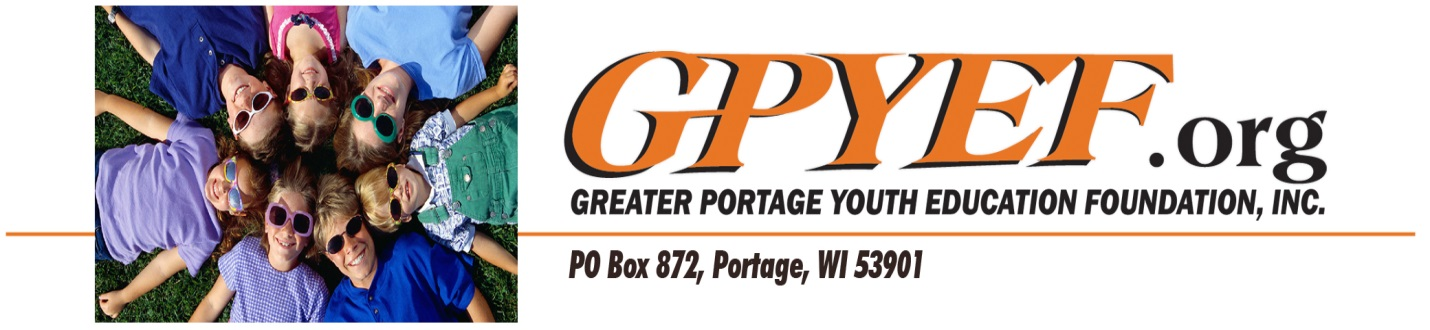 GPYEF.org
GREATER PORTAGE YOUTH EDUCATION FOUNDATION, INC.
PO Box 872, Portage, WI 53901